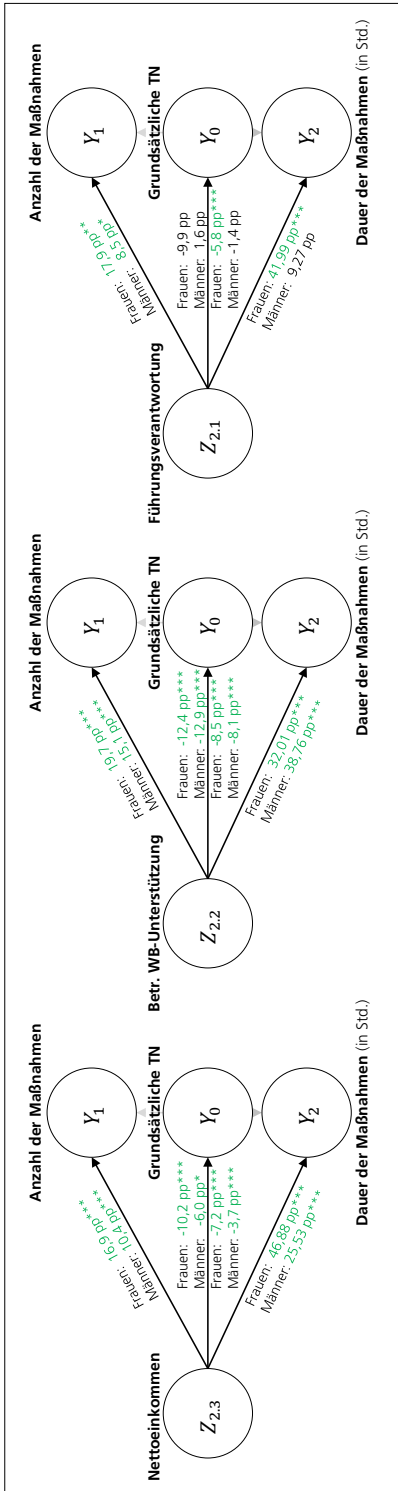 Anzahl der Maßnahmen
Y₁
Frauen: 16,9 pp***
Männer: 10,4 pp***
Nettoeinkommen
Z₂.₃
Grundsätzliche TN
Frauen: -10,2 pp***
Männer: -6,0 pp*
Frauen: -7,2 pp***
Männer: -3,7 pp***
Y₀
Frauen: 46,88 pp***
Männer: 25,53 pp***
Y₂
Dauer der Maßnahmen (in Std.)
Anzahl der Maßnahmen
Y₁
Frauen: 19,7 pp***
Männer: 15,1 pp***
Betr. WB-Unterstützung
Z₂.₂
Grundsätzliche TN
Frauen: -12,4 pp***
Männer: -12,9 pp***
Frauen: -8,5 pp***
Männer: -8,1 pp***
Y₀
Frauen: 32,01 pp***
Männer: 38,76 pp***
Y₂
Dauer der Maßnahmen (in Std.)
Anzahl der Maßnahmen
Y₁
Frauen: 17,9 pp**
Männer: 8,5 pp*
Führungsverantwortung
Z₂.₁
Grundsätzliche TN
Frauen: -9,9 pp
Männer: 1,6 pp
Frauen: -5,8 pp***
Männer: -1,4 pp
Y₀
Frauen: 41,99 pp***
Männer: 9,27 pp
Y₂
Dauer der Maßnahmen (in Std.)